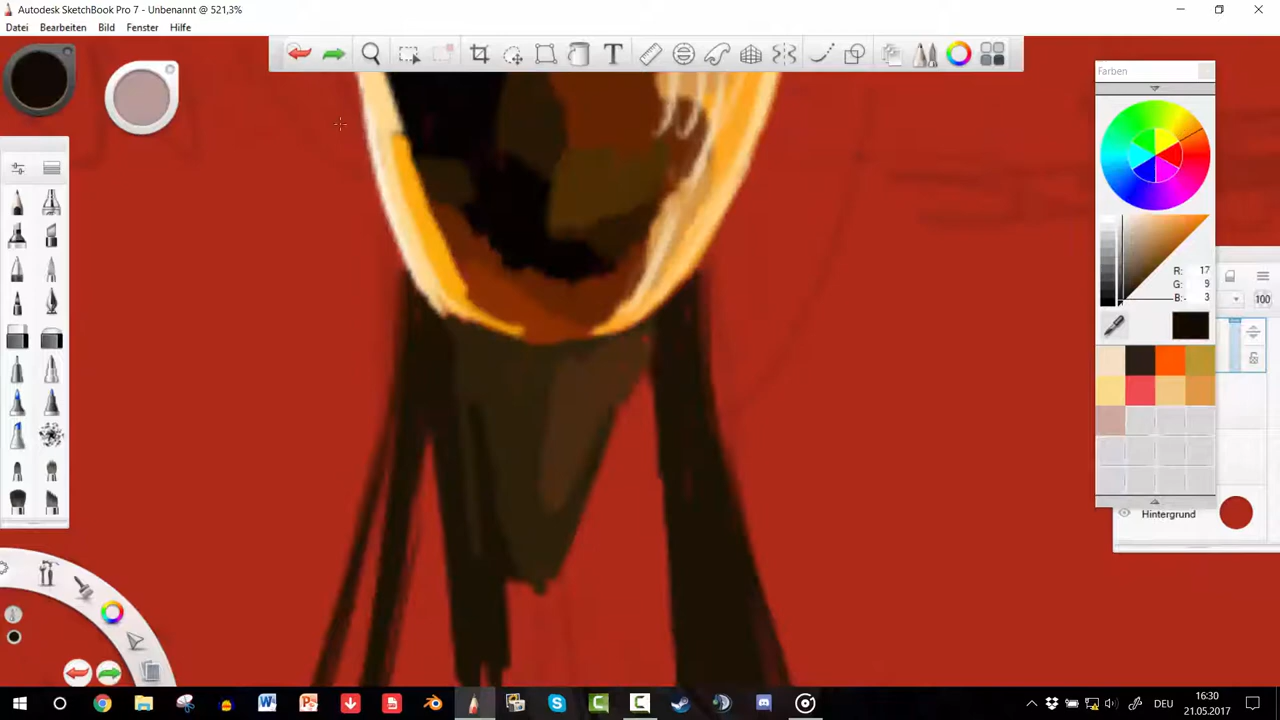 Autodesk SketchBook Pro 7 - Unbenannt @ 521,3%
Datei Bearbeiten Bild Fenster Hilfe
Farben
R: 17
G: 9
B: 3
100
Hintergrund
DEU
16:30
21.05.2017